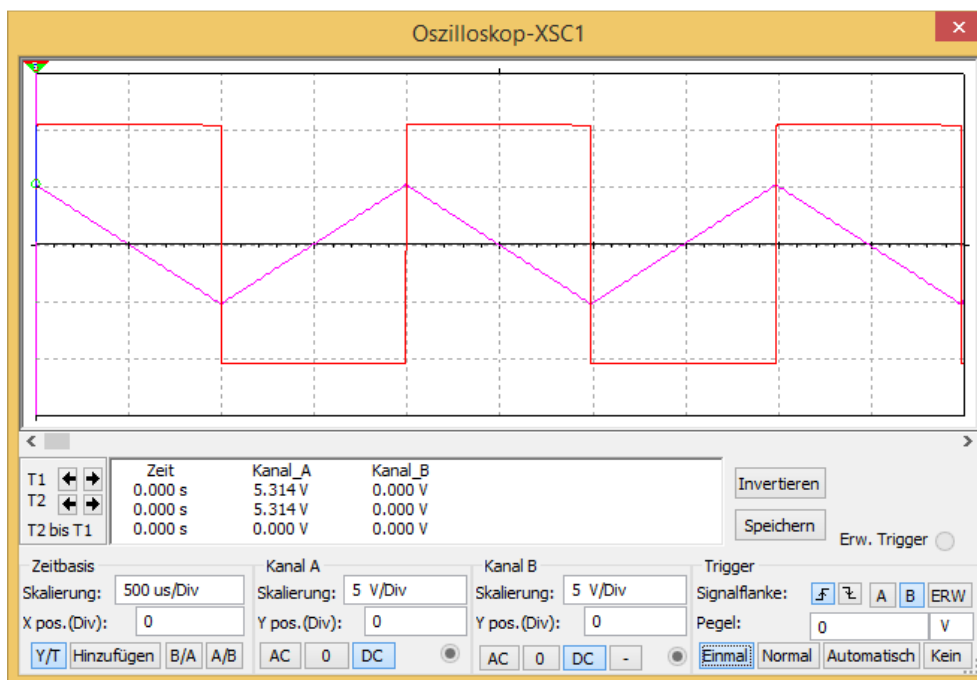 Oszilloskop-XSC1
Zeit Kanal_A Kanal_B
T1 0.000 s 5.314 V 0.000 V
T2 0.000 s 5.314 V 0.000 V
T2 bis T1 0.000 s 0.000 V 0.000 V
Invertieren
Speichern
Erw. Trigger
Zeitbasis Kanal A Kanal B Trigger
Skalierung: 500 us/Div Skalierung: 5 V/Div Skalierung: 5 V/Div Signalflanke: A B ERW
X pos.(Div): 0 Y pos.(Div): 0 Y pos.(Div): 0 Pegel: 0 V
Y/T Hinzufügen B/A A/B AC 0 DC AC 0 DC - Einmal Normal Automatisch Kein